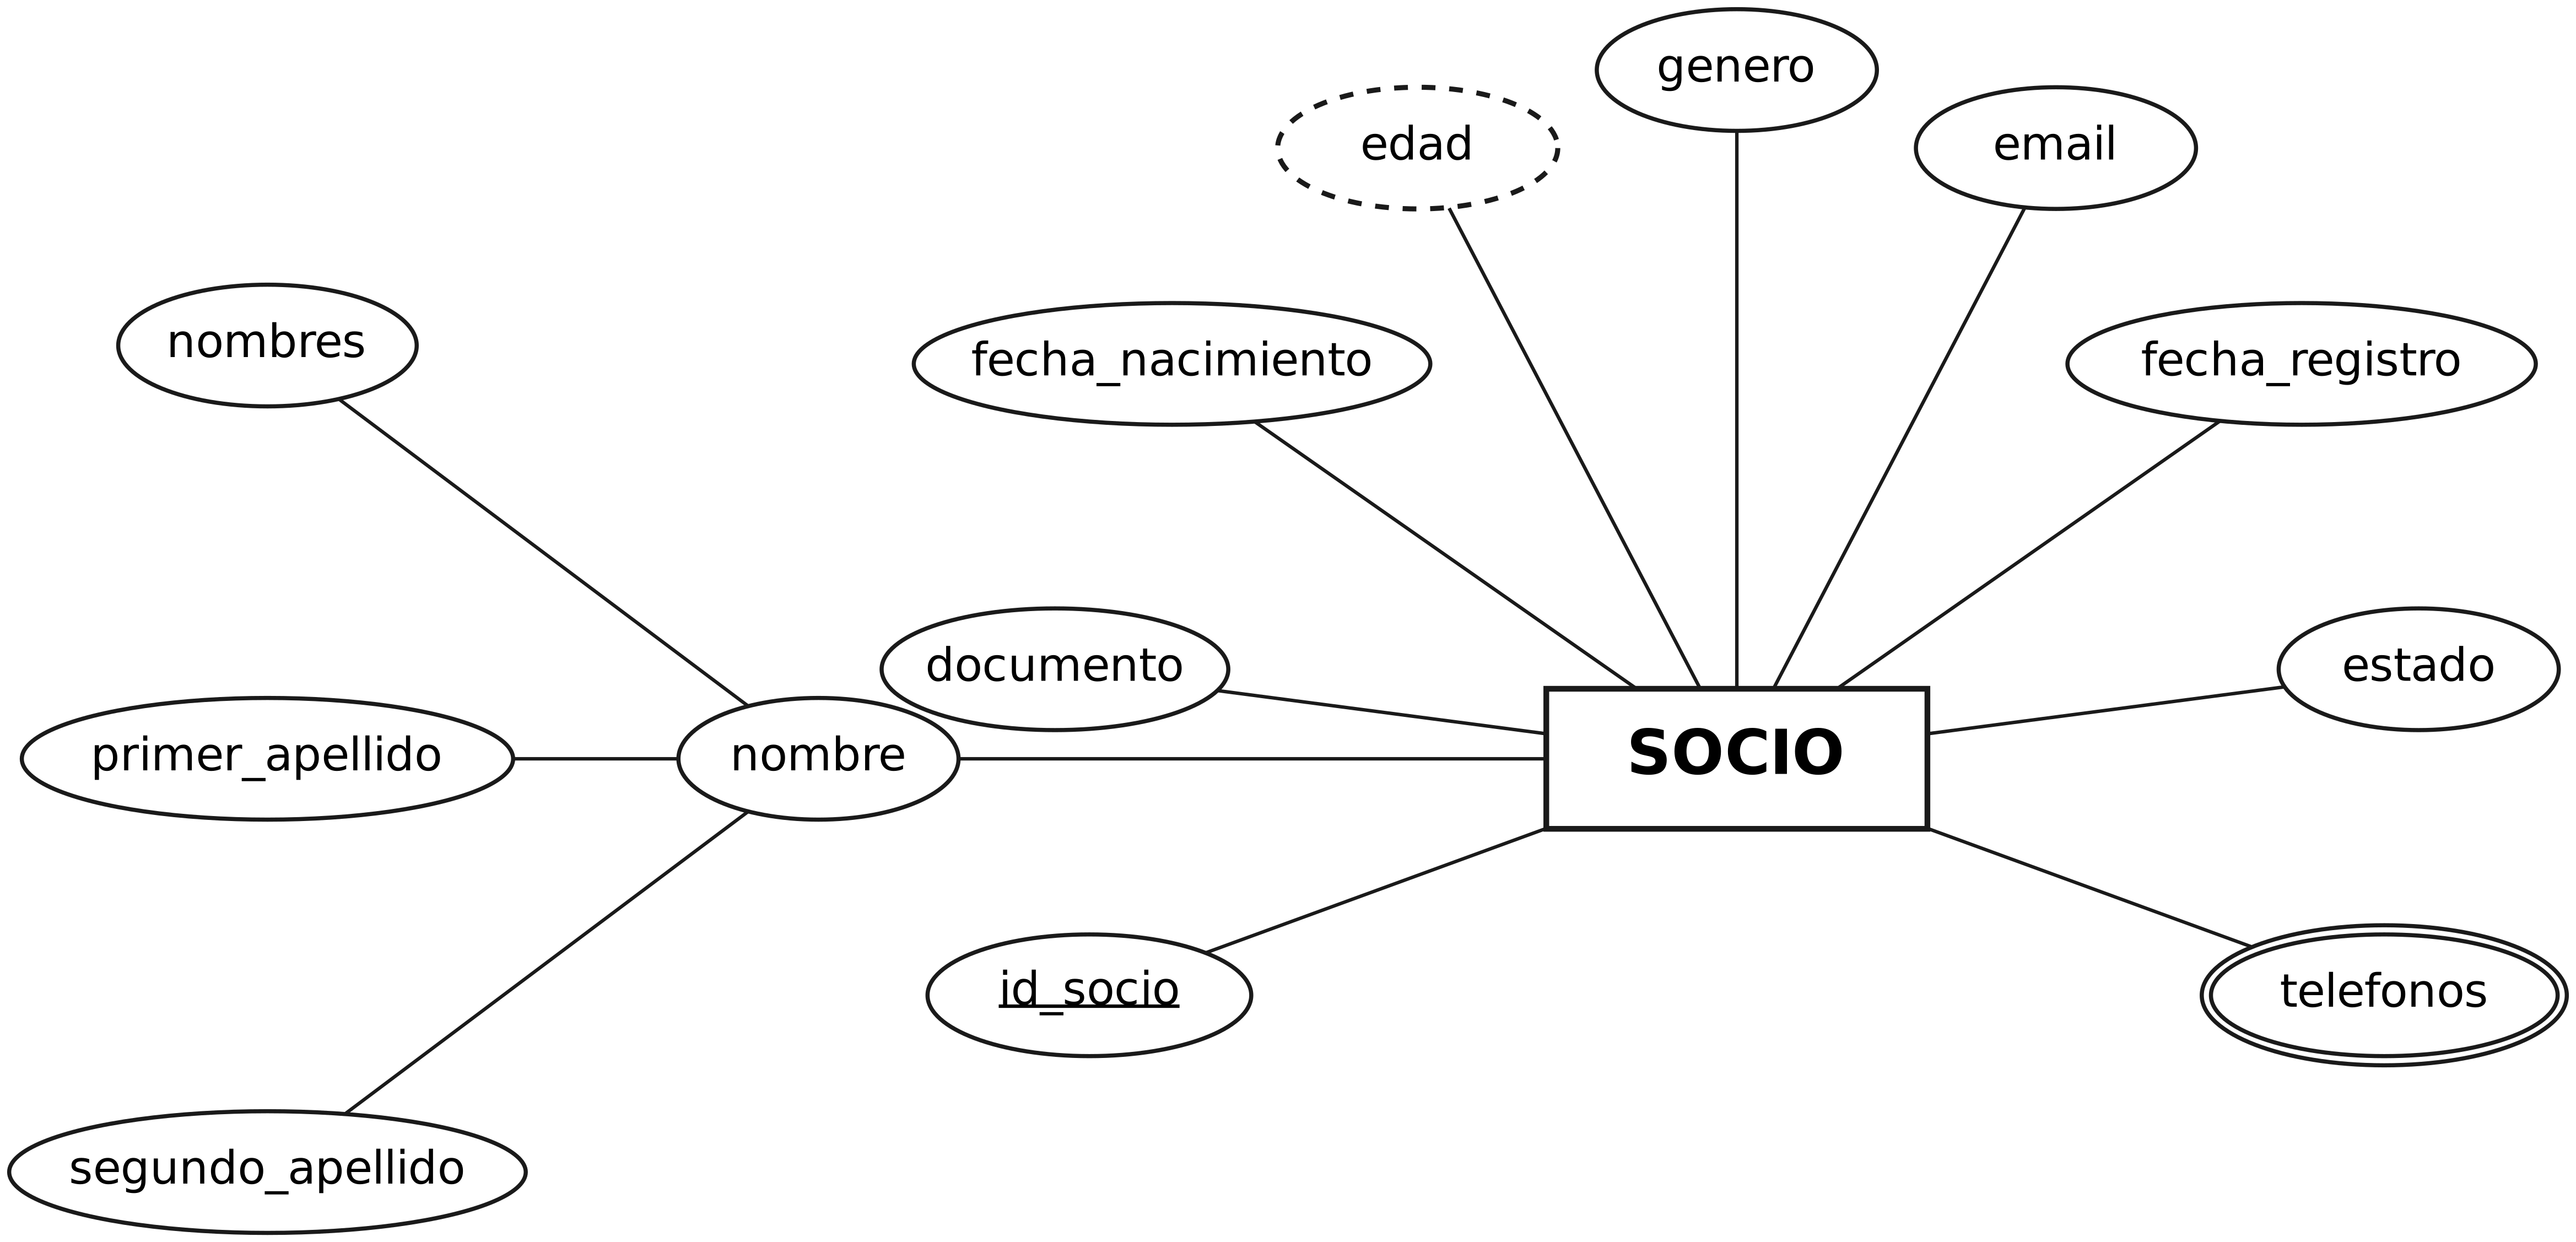 genero
edad
email
nombres
fecha_nacimiento
fecha_registro
documento
estado
primer_apellido
nombre
SOCIO
id_socio
telefonos
segundo_apellido